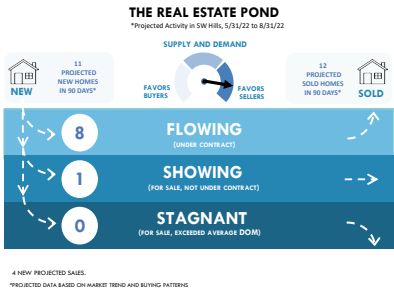 THE REAL ESTATE POND
*Projected Activity in SW Hills, 5/31/22 to 8/31/22
SUPPLY AND DEMAND
11
PROJECTED
NEW HOMES
IN 90 DAYS*
NEW
FAVORS
BUYERS
FAVORS
SELLERS
12
PROJECTED
SOLD HOMES
IN 90 DAYS*
SOLD
8
FLOWING
(UNDER CONTRACT)
1
SHOWING
(FOR SALE, NOT UNDER CONTRACT)
0
STAGNANT
(FOR SALE, EXCEEDED AVERAGE DOM)
4 NEW PROJECTED SALES.
*PROJECTED DATA BASED ON MARKET TREND AND BUYING PATTERNS